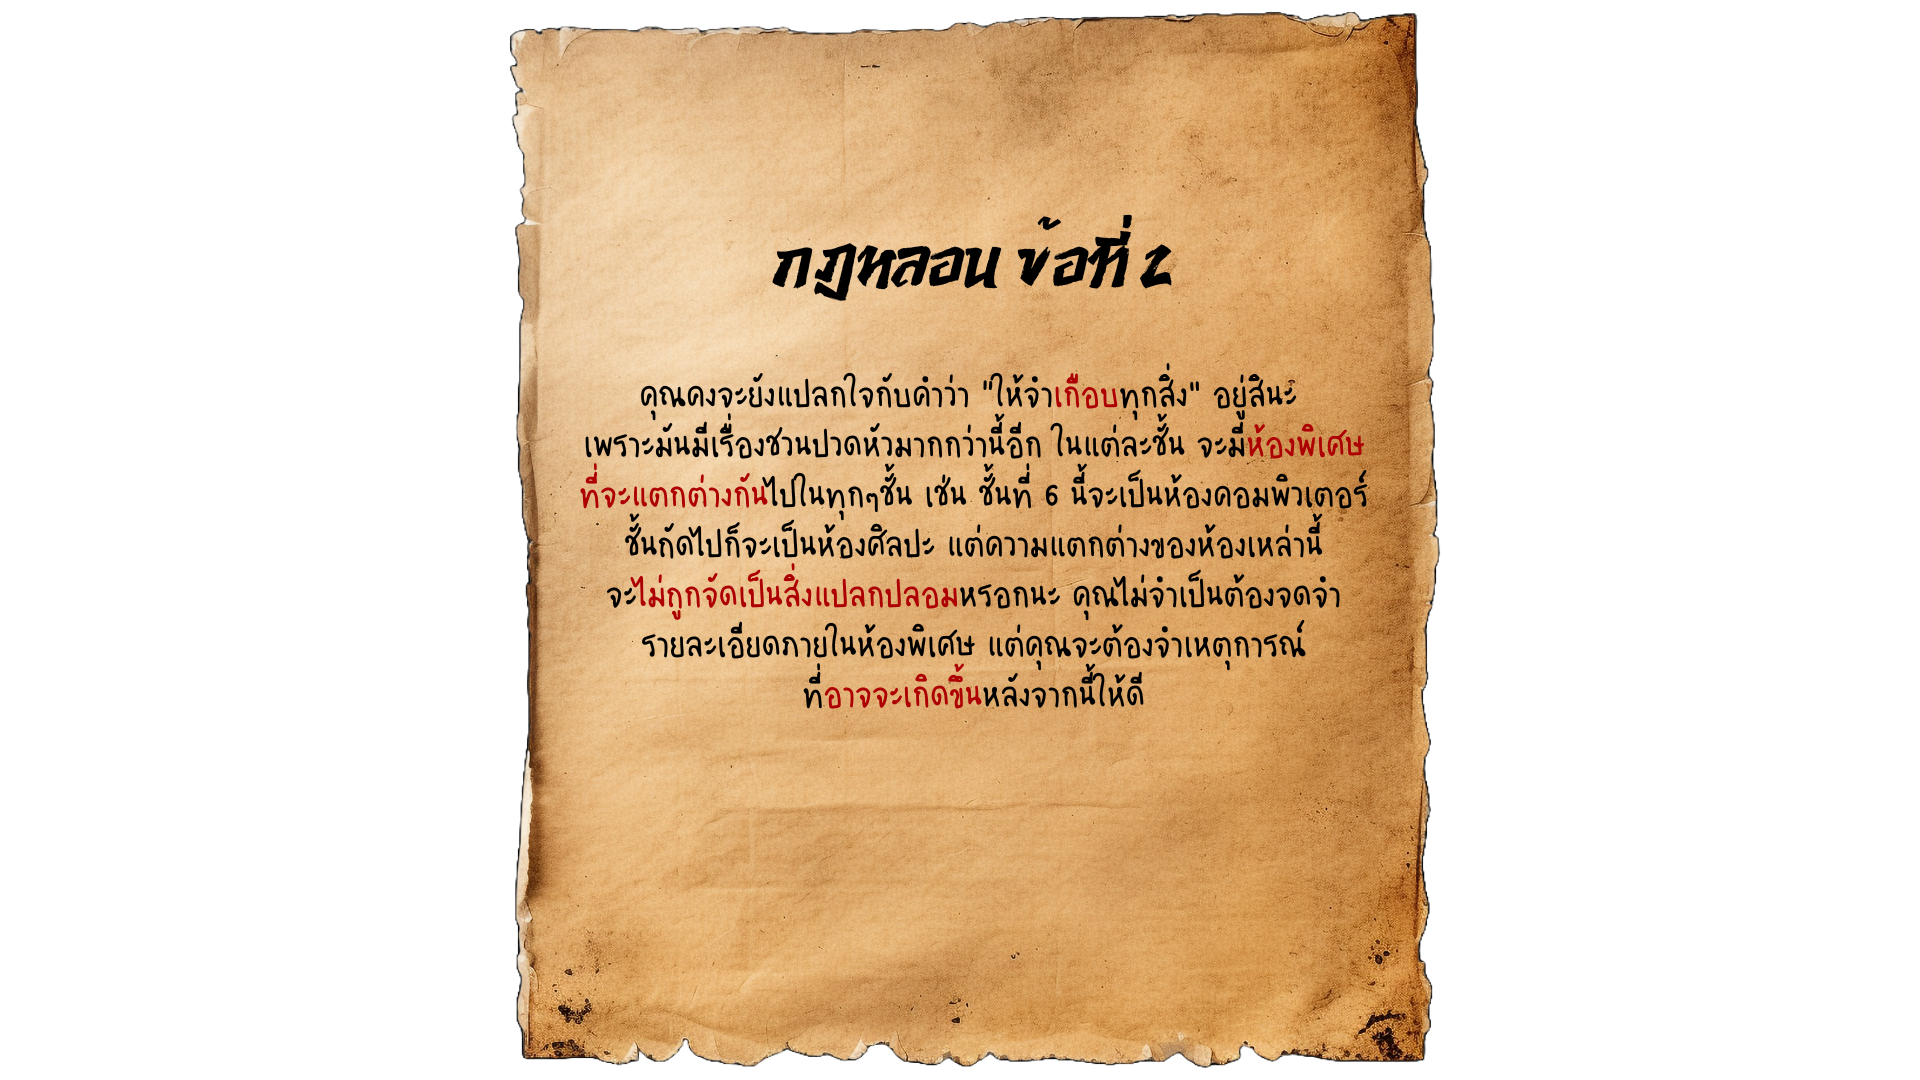 กฎหลอน ข้อที่ 2
คุณคงจะยังแปลกใจกับคำว่า "ให้จำเกือบทุกสิ่ง" อยู่สินะ
เพราะมันมีเรื่องชวนปวดหัวมากกว่านี้อีก ในแต่ละชั้น จะมีห้องพิเศษ
ที่จะแตกต่างกันไปในทุกๆชั้น เช่น ชั้นที่ 6 นี้จะเป็นห้องคอมพิวเตอร์
ชั้นถัดไปก็จะเป็นห้องศิลปะ แต่ความแตกต่างของห้องเหล่านี้
จะไม่ถูกจัดเป็นสิ่งแปลกปลอมหรอกนะ คุณไม่จำเป็นต้องจดจำ
รายละเอียดภายในห้องพิเศษ แต่คุณจะต้องจำเหตุการณ์
ที่อาจจะเกิดขึ้นหลังจากนี้ให้ดี